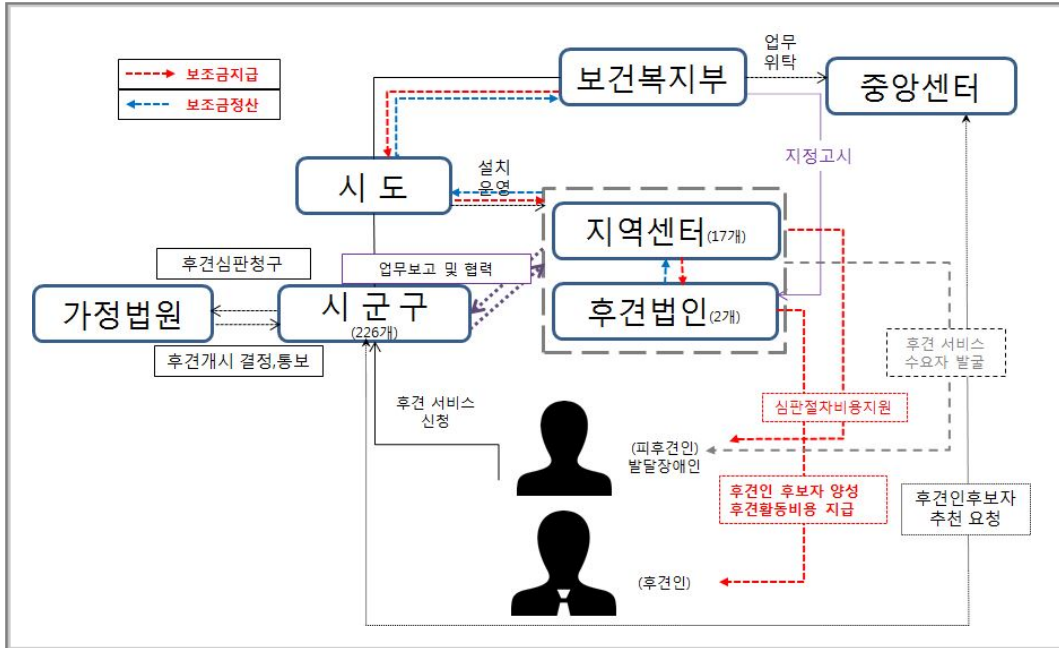 보조금지급
보조금정산
보건복지부
업무
위탁
중앙센터
지정고시
시 도
설치
운영
지역센터(17개)
후견심판청구
업무보고 및 협력
가정법원
시 군 구
(226개)
후견법인(2개)
후견개시 결정,통보
후견 서비스
수요자 발굴
후견 서비스
신청
심판절차비용지원
(피후견인)
발달장애인
후견인 후보자 양성
후견활동비용 지급
후견인후보자
추천 요청
(후견인)